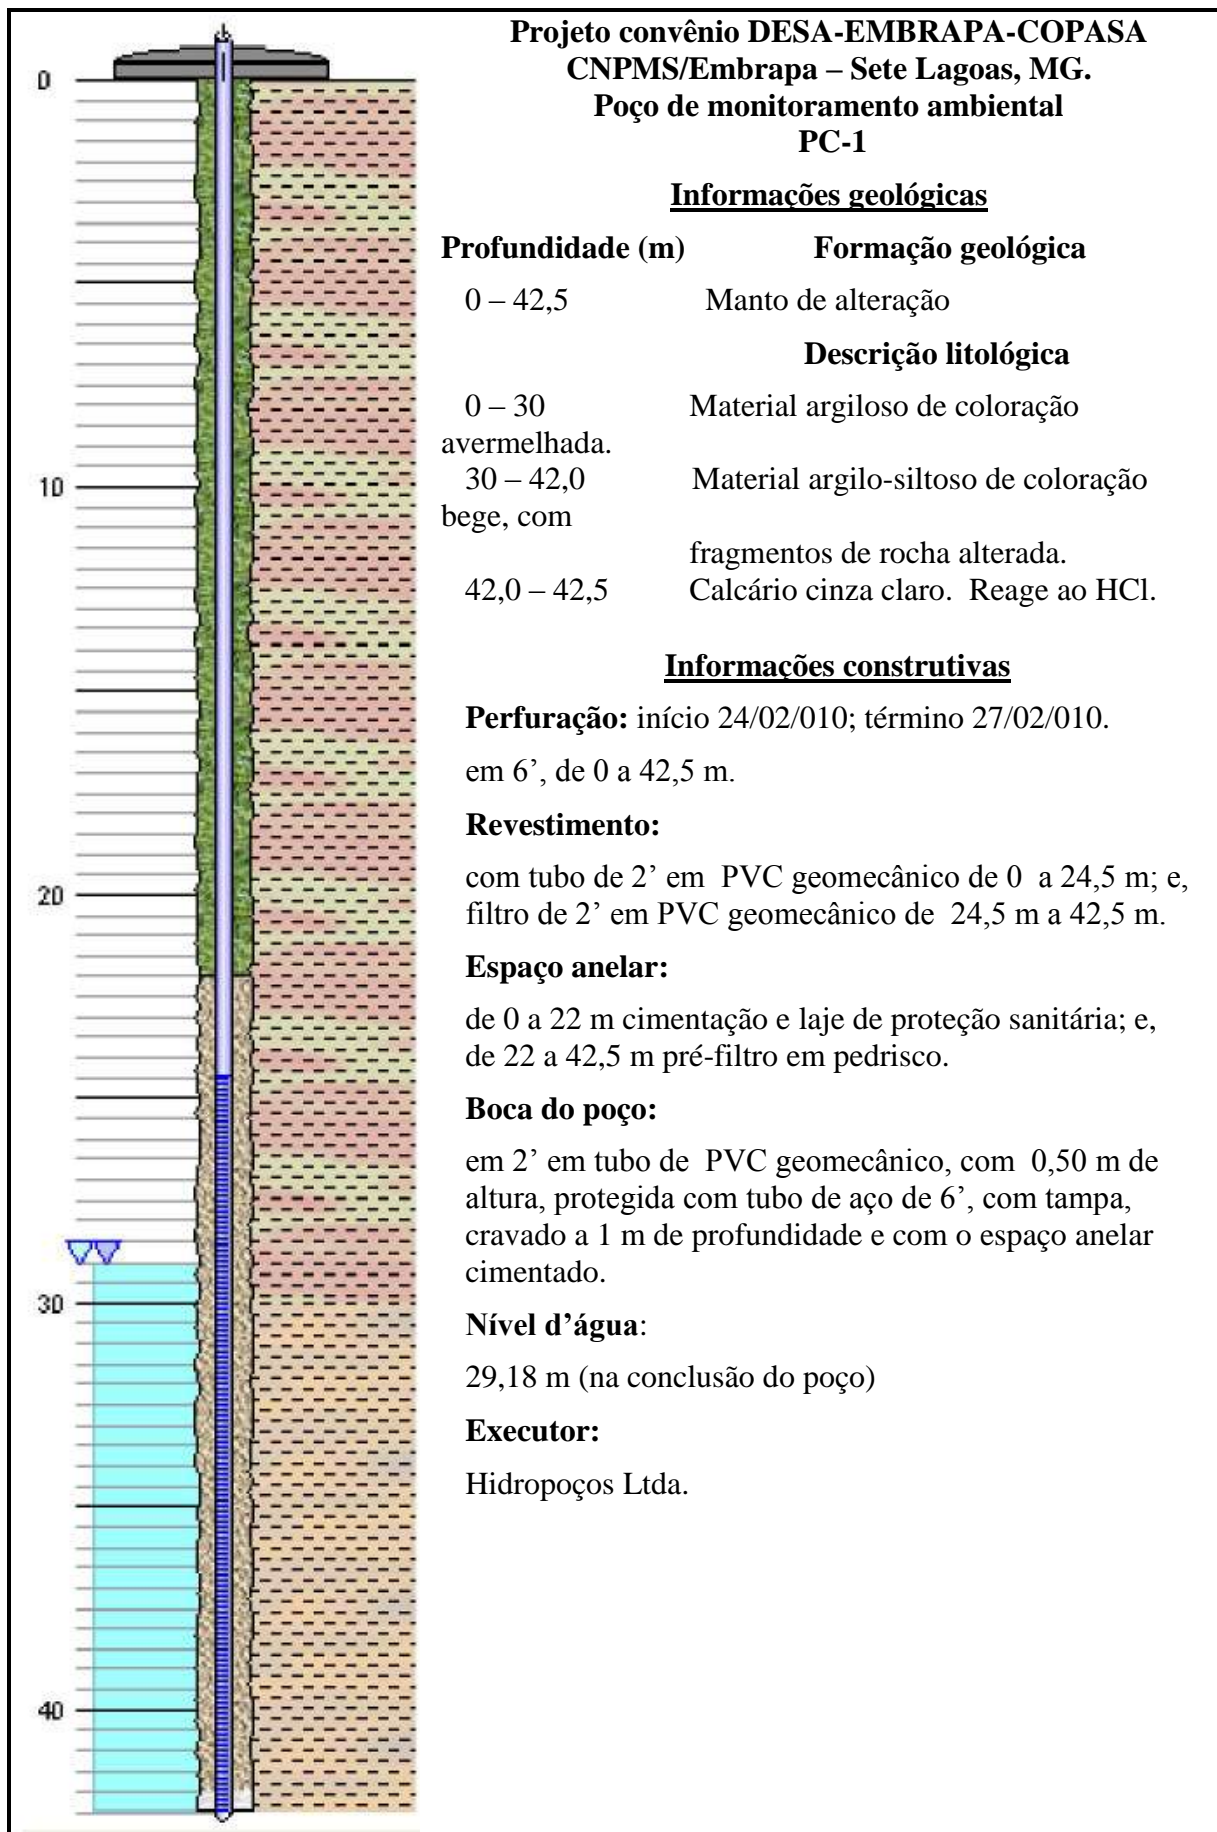 Projeto convênio DESA-EMBRAPA-COPASA
CNPMS/Embrapa – Sete Lagoas, MG.
Poço de monitoramento ambiental
PC-1
Informações geológicas
Profundidade (m) Formação geológica
0 – 42,5 Manto de alteração
Descrição litológica
0 – 30 Material argiloso de coloração
avermelhada.
30 – 42,0 Material argilo-siltoso de coloração
bege, com
fragmentos de rocha alterada.
42,0 – 42,5 Calcário cinza claro. Reage ao HCl.
Informações construtivas
Perfuração: início 24/02/010; término 27/02/010.
em 6’, de 0 a 42,5 m.
Revestimento:
com tubo de 2’ em PVC geomecânico de 0 a 24,5 m; e,
filtro de 2’ em PVC geomecânico de 24,5 m a 42,5 m.
Espaço anelar:
de 0 a 22 m cimentação e laje de proteção sanitária; e,
de 22 a 42,5 m pré-filtro em pedrisco.
Boca do poço:
em 2’ em tubo de PVC geomecânico, com 0,50 m de
altura, protegida com tubo de aço de 6’, com tampa,
cravado a 1 m de profundidade e com o espaço anelar
cimentado.
Nível d’água:
29,18 m (na conclusão do poço)
Executor:
Hidropoços Ltda.
0
10
20
30
40